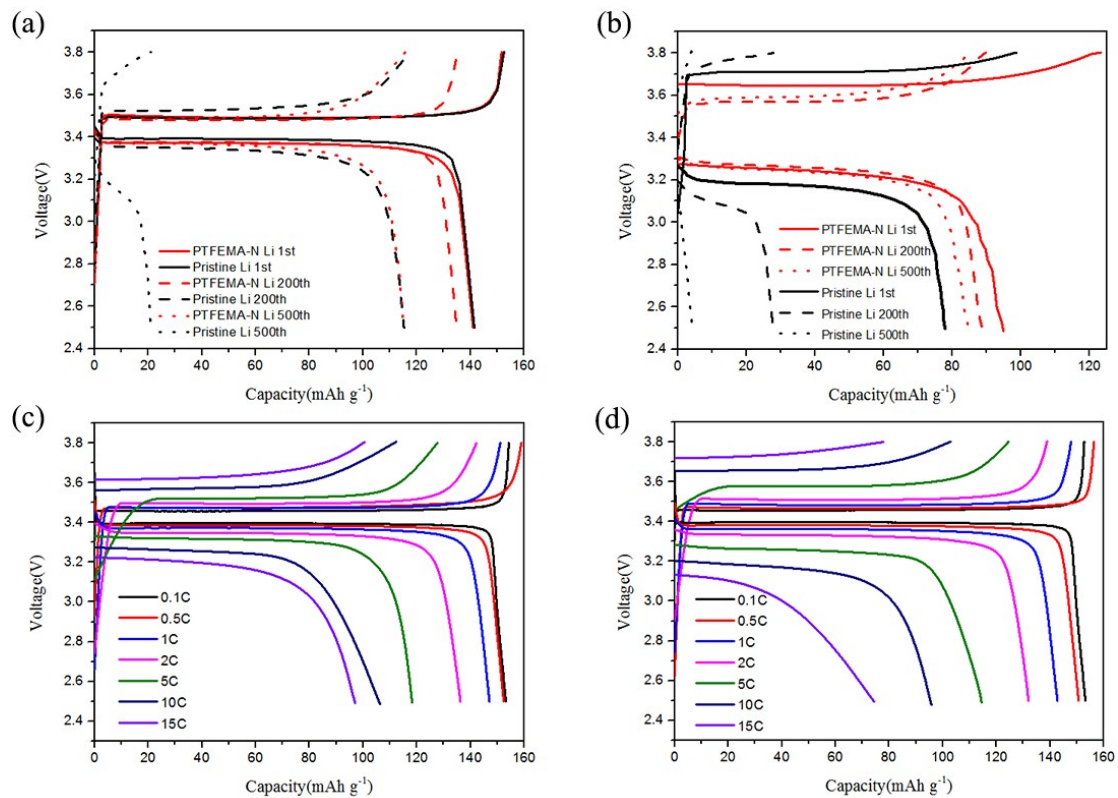 (a)
3.8
3.6
3.4
3.2
3.0
2.8
2.6
2.4
Voltage(V)
PTFEMA-N Li 1st
Pristine Li 1st
PTFEMA-N Li 200th
Pristine Li 200th
PTFEMA-N Li 500th
Pristine Li 500th
0 20 40 60 80 100 120 140 160
Capacity(mAh g⁻¹)
(b)
3.8
3.6
3.4
3.2
3.0
2.8
2.6
2.4
Voltage(V)
PTFEMA-N Li 1st
PTFEMA-N Li 200th
PTFEMA-N Li 500th
Pristine Li 1st
Pristine Li 200th
Pristine Li 500th
0 20 40 60 80 100 120
Capacity(mAh g⁻¹)
(c)
3.8
3.6
3.4
3.2
3.0
2.8
2.6
2.4
Voltage(V)
0.1C
0.5C
1C
2C
5C
10C
15C
0 20 40 60 80 100 120 140 160
Capacity(mAh g⁻¹)
(d)
3.8
3.6
3.4
3.2
3.0
2.8
2.6
2.4
Voltage(V)
0.1C
0.5C
1C
2C
5C
10C
15C
0 20 40 60 80 100 120 140 160
Capacity(mAh g⁻¹)